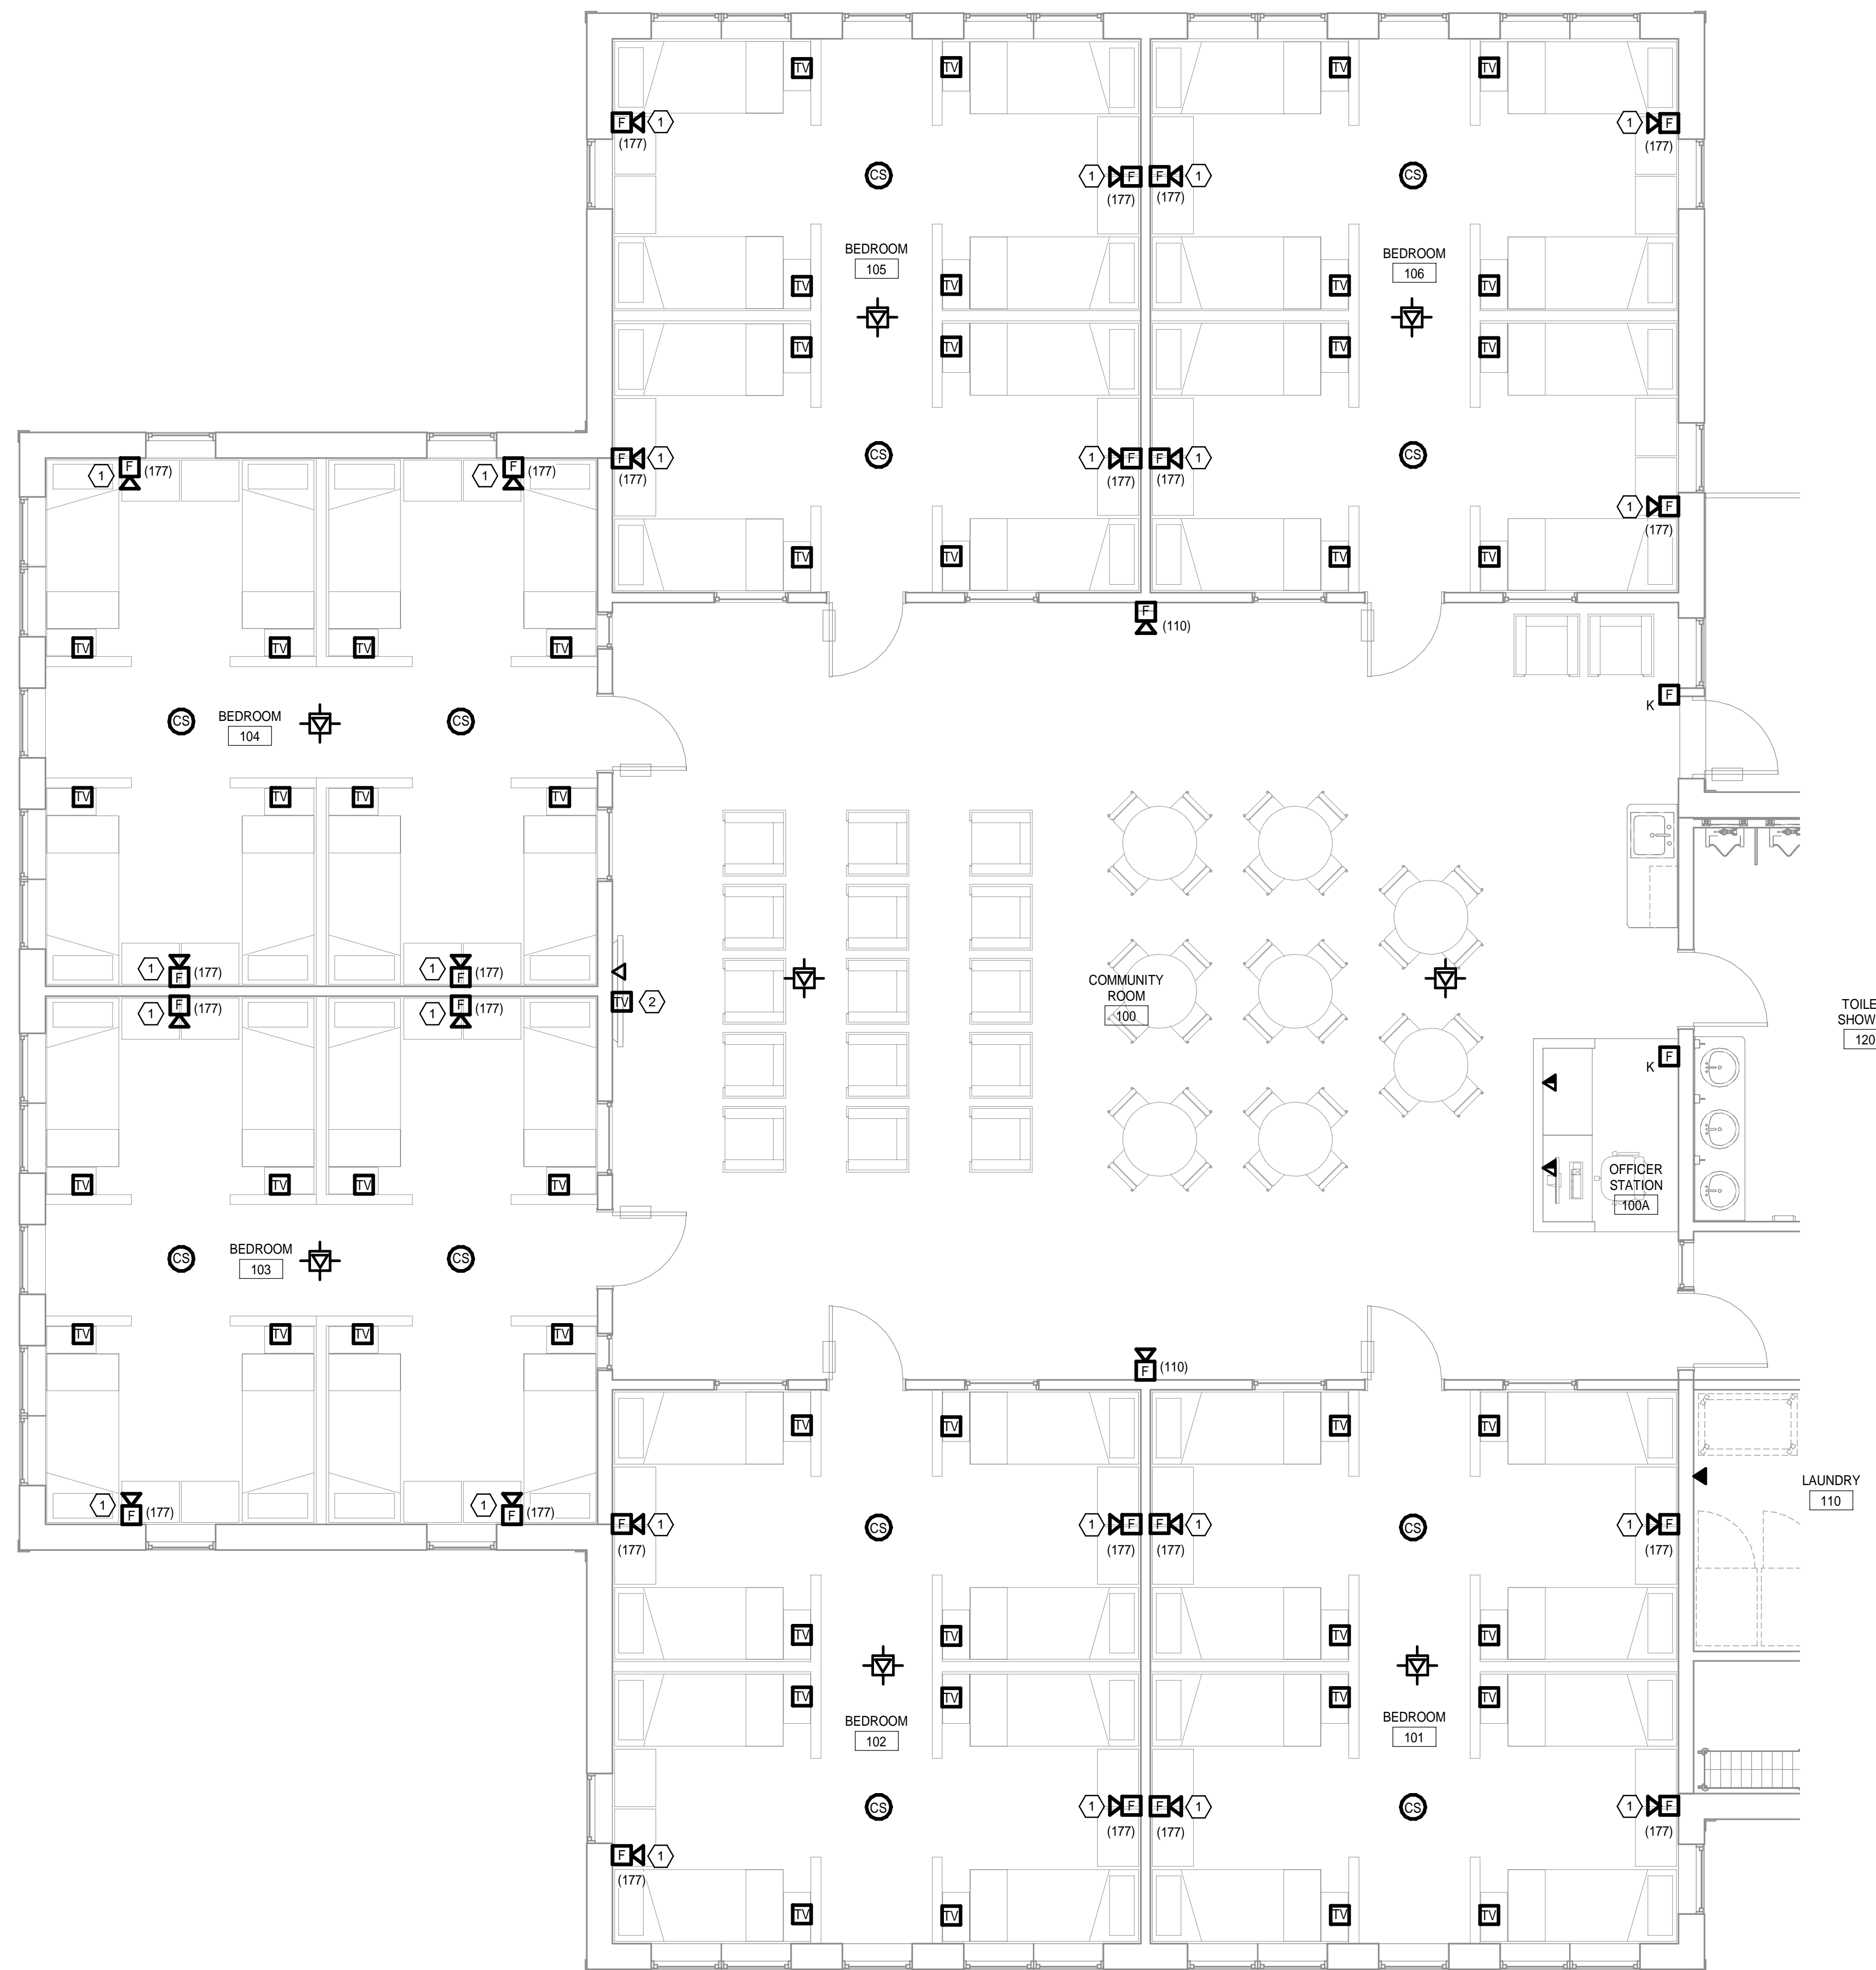 TV TV TV TV
F 1 1 F
(177) (177)
CS CS
1 F F 1
(177) (177)
BEDROOM
105
BEDROOM
106
TV TV TV TV
TV TV TV TV
CS CS
F 1 1 F F 1
(177) (177) (177)
1 F (177) 1 F (177)
1 F
(177)
TV TV TV TV
F
(110)
TV TV TV TV
K F
CS BEDROOM CS
104
TV TV TV TV
1 F (177) 1 F (177)
COMMUNITY
ROOM
100
TV 2
1 F (177) 1 F (177)
TOILE
SHOW
120
K F
OFFICER
STATION
100A
TV TV TV TV
CS BEDROOM CS
103
TV TV TV TV
F (110)
TV TV TV TV
LAUNDRY
110
1 F (177) 1 F (177)
F 1 1 F F 1 1 F
(177) (177) (177) (177)
CS CS
TV TV TV TV
TV TV TV TV
BEDROOM
102
BEDROOM
101
CS CS
1 F F 1 1 F
(177) (177) (177)
F 1
(177)
TV TV TV TV